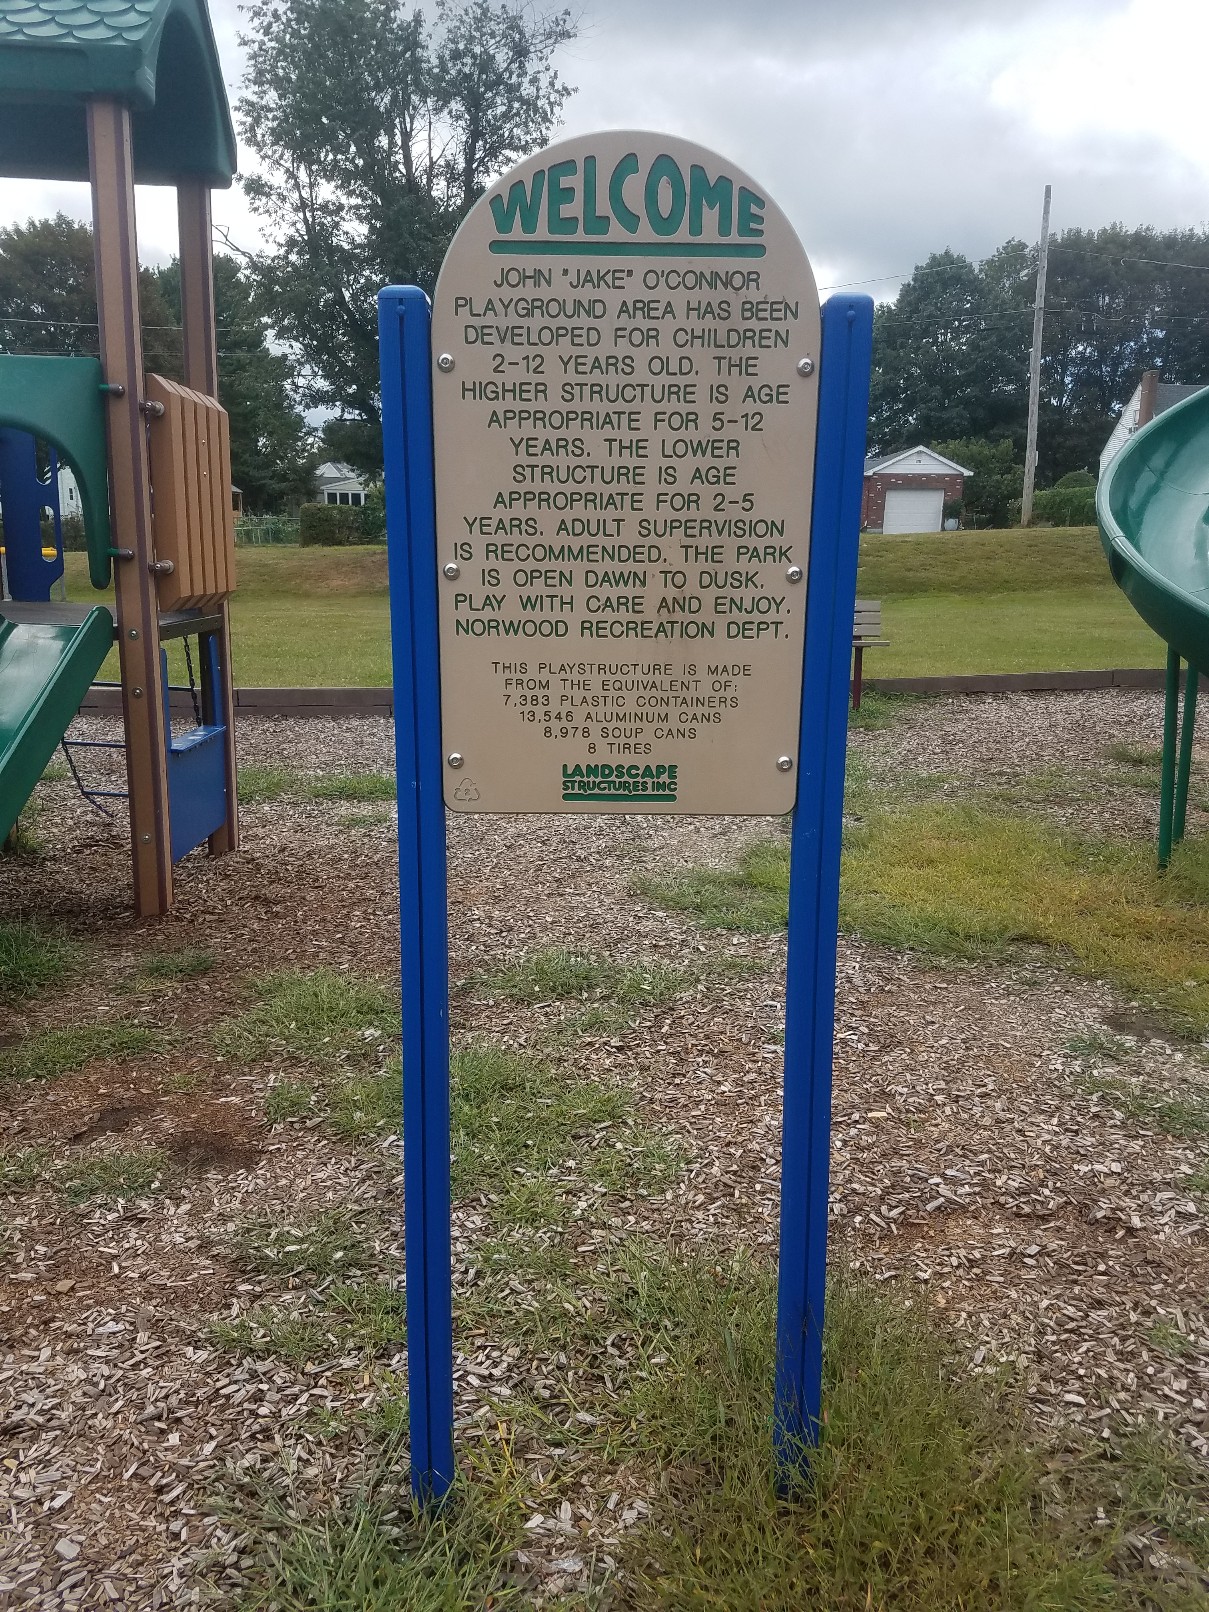 WELCOME
JOHN "JAKE" O'CONNOR
PLAYGROUND AREA HAS BEEN
DEVELOPED FOR CHILDREN
2-12 YEARS OLD. THE
HIGHER STRUCTURE IS AGE
APPROPRIATE FOR 5-12
YEARS. THE LOWER
STRUCTURE IS AGE
APPROPRIATE FOR 2-5
YEARS. ADULT SUPERVISION
IS RECOMMENDED. THE PARK
IS OPEN DAWN TO DUSK.
PLAY WITH CARE AND ENJOY.
NORWOOD RECREATION DEPT.
THIS PLAYSTRUCTURE IS MADE
FROM THE EQUIVALENT OF:
7,383 PLASTIC CONTAINERS
13,546 ALUMINUM CANS
8,978 SOUP CANS
8 TIRES
LANDSCAPE
STRUCTURES INC
2